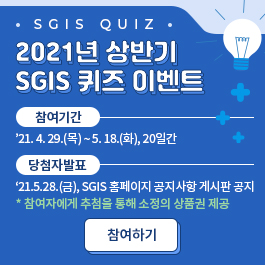 • SGIS QUIZ •
2021년 상반기
SGIS 퀴즈 이벤트
참여기간
'21. 4. 29.(목) ~ 5. 18.(화), 20일간
당첨자발표
'21.5.28.(금), SGIS 홈페이지 공지사항 게시판 공지
* 참여자에게 추첨을 통해 소정의 상품권 제공
참여하기